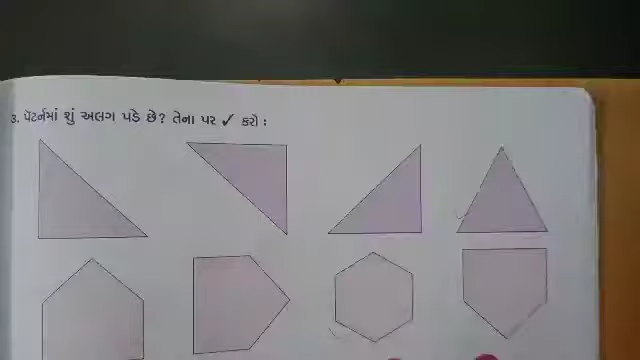 ૩. પેટર્નમાં શું અલગ પડે છે? તેના પર ✓ કરો :